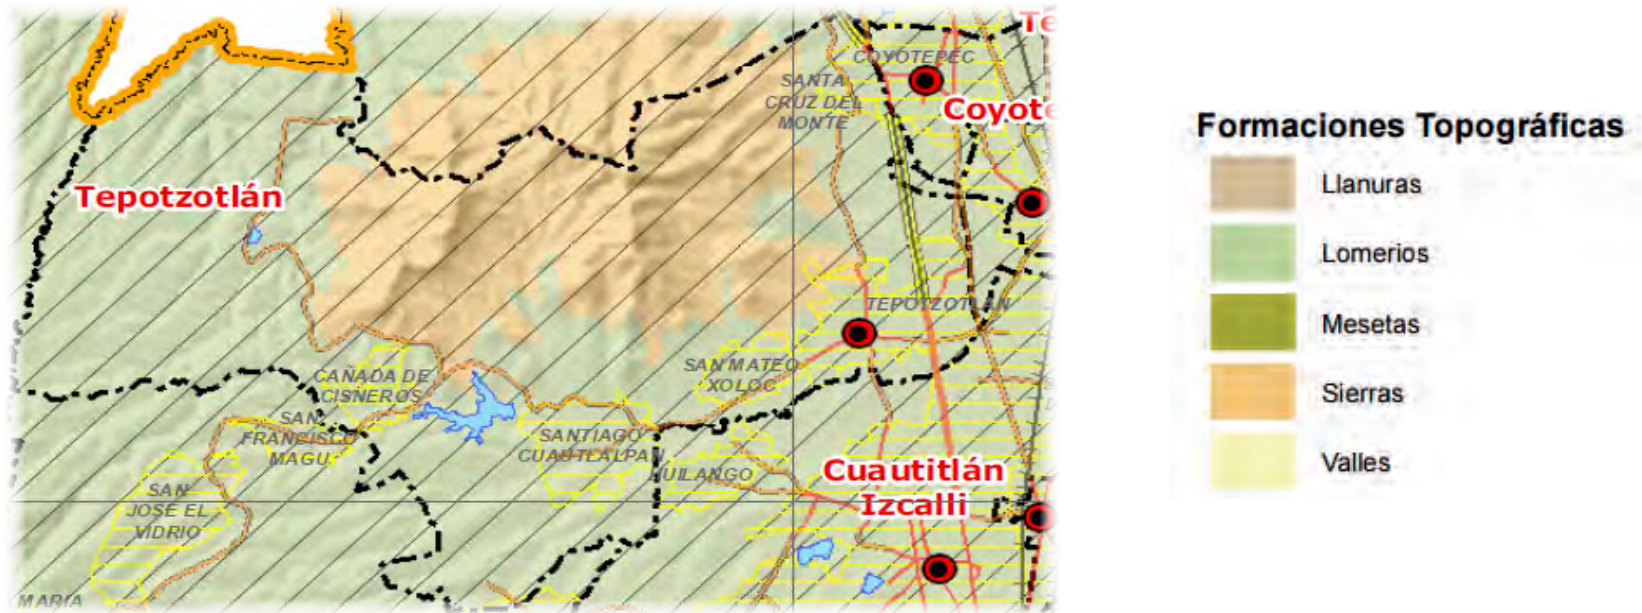 Te
COYOTEPEC
SANTA
CRUZ DEL
MONTE
Coyote
Tepotzotlán
TEPOTZOTLAN
SAN MATEO
XOLOC
CAÑADA DE
CISNEROS
SAN
FRANCISCO
MAGU
SANTIAGO
CUAUTLALPAN
HUILANGO
Cuautitlán
Izcalli
SAN
JOSE EL
VIDRIO
MARIA
Formaciones Topográficas
Llanuras
Lomerios
Mesetas
Sierras
Valles